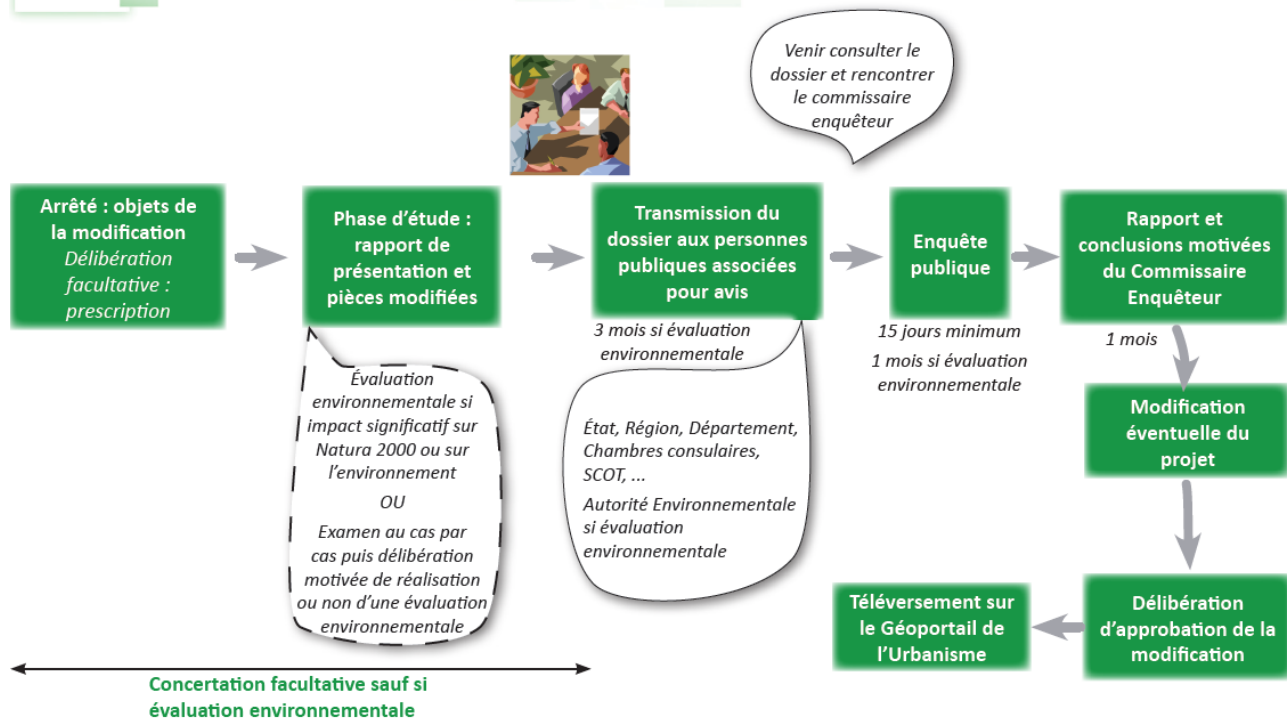 Venir consulter le
dossier et rencontrer
le commissaire
enquêteur
Arrêté : objets de
la modification
Délibération
facultative :
prescription
Phase d'étude :
rapport de
présentation et
pièces modifiées
Transmission du
dossier aux personnes
publiques associées
pour avis
Enquête
publique
Rapport et
conclusions motivées
du Commissaire
Enquêteur
3 mois si évaluation
environnementale
15 jours minimum
1 mois si évaluation
environnementale
1 mois
Évaluation
environnementale si
impact significatif sur
Natura 2000 ou sur
l'environnement
OU
Examen au cas par
cas puis délibération
motivée de réalisation
ou non d'une évaluation
environnementale
État, Région, Département,
Chambres consulaires,
SCOT, ...
Autorité Environnementale
si évaluation
environnementale
Modification
éventuelle du
projet
Délibération
d'approbation de la
modification
Téléversement sur
le Géoportail de
l'Urbanisme
Concertation facultative sauf si
évaluation environnementale